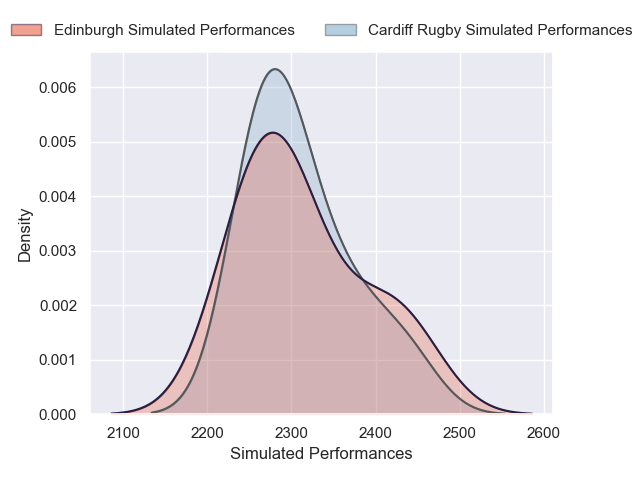 Edinburgh Simulated Performances
Cardiff Rugby Simulated Performances
0.006
0.005
0.004
0.003
0.002
0.001
0.000
Density
2100 2200 2300 2400 2500 2600
Simulated Performances